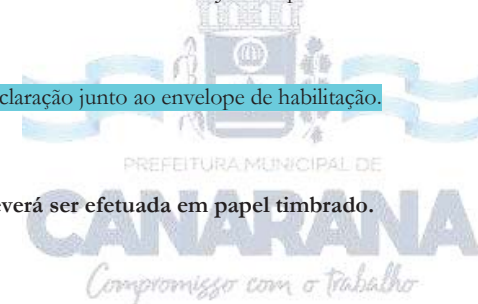 claração junto ao envelope de habilitação.
PREFEITURA MUNICIPAL DE
everá ser efetuada em papel timbrado.
CANARANA
Compromisso com o trabalho